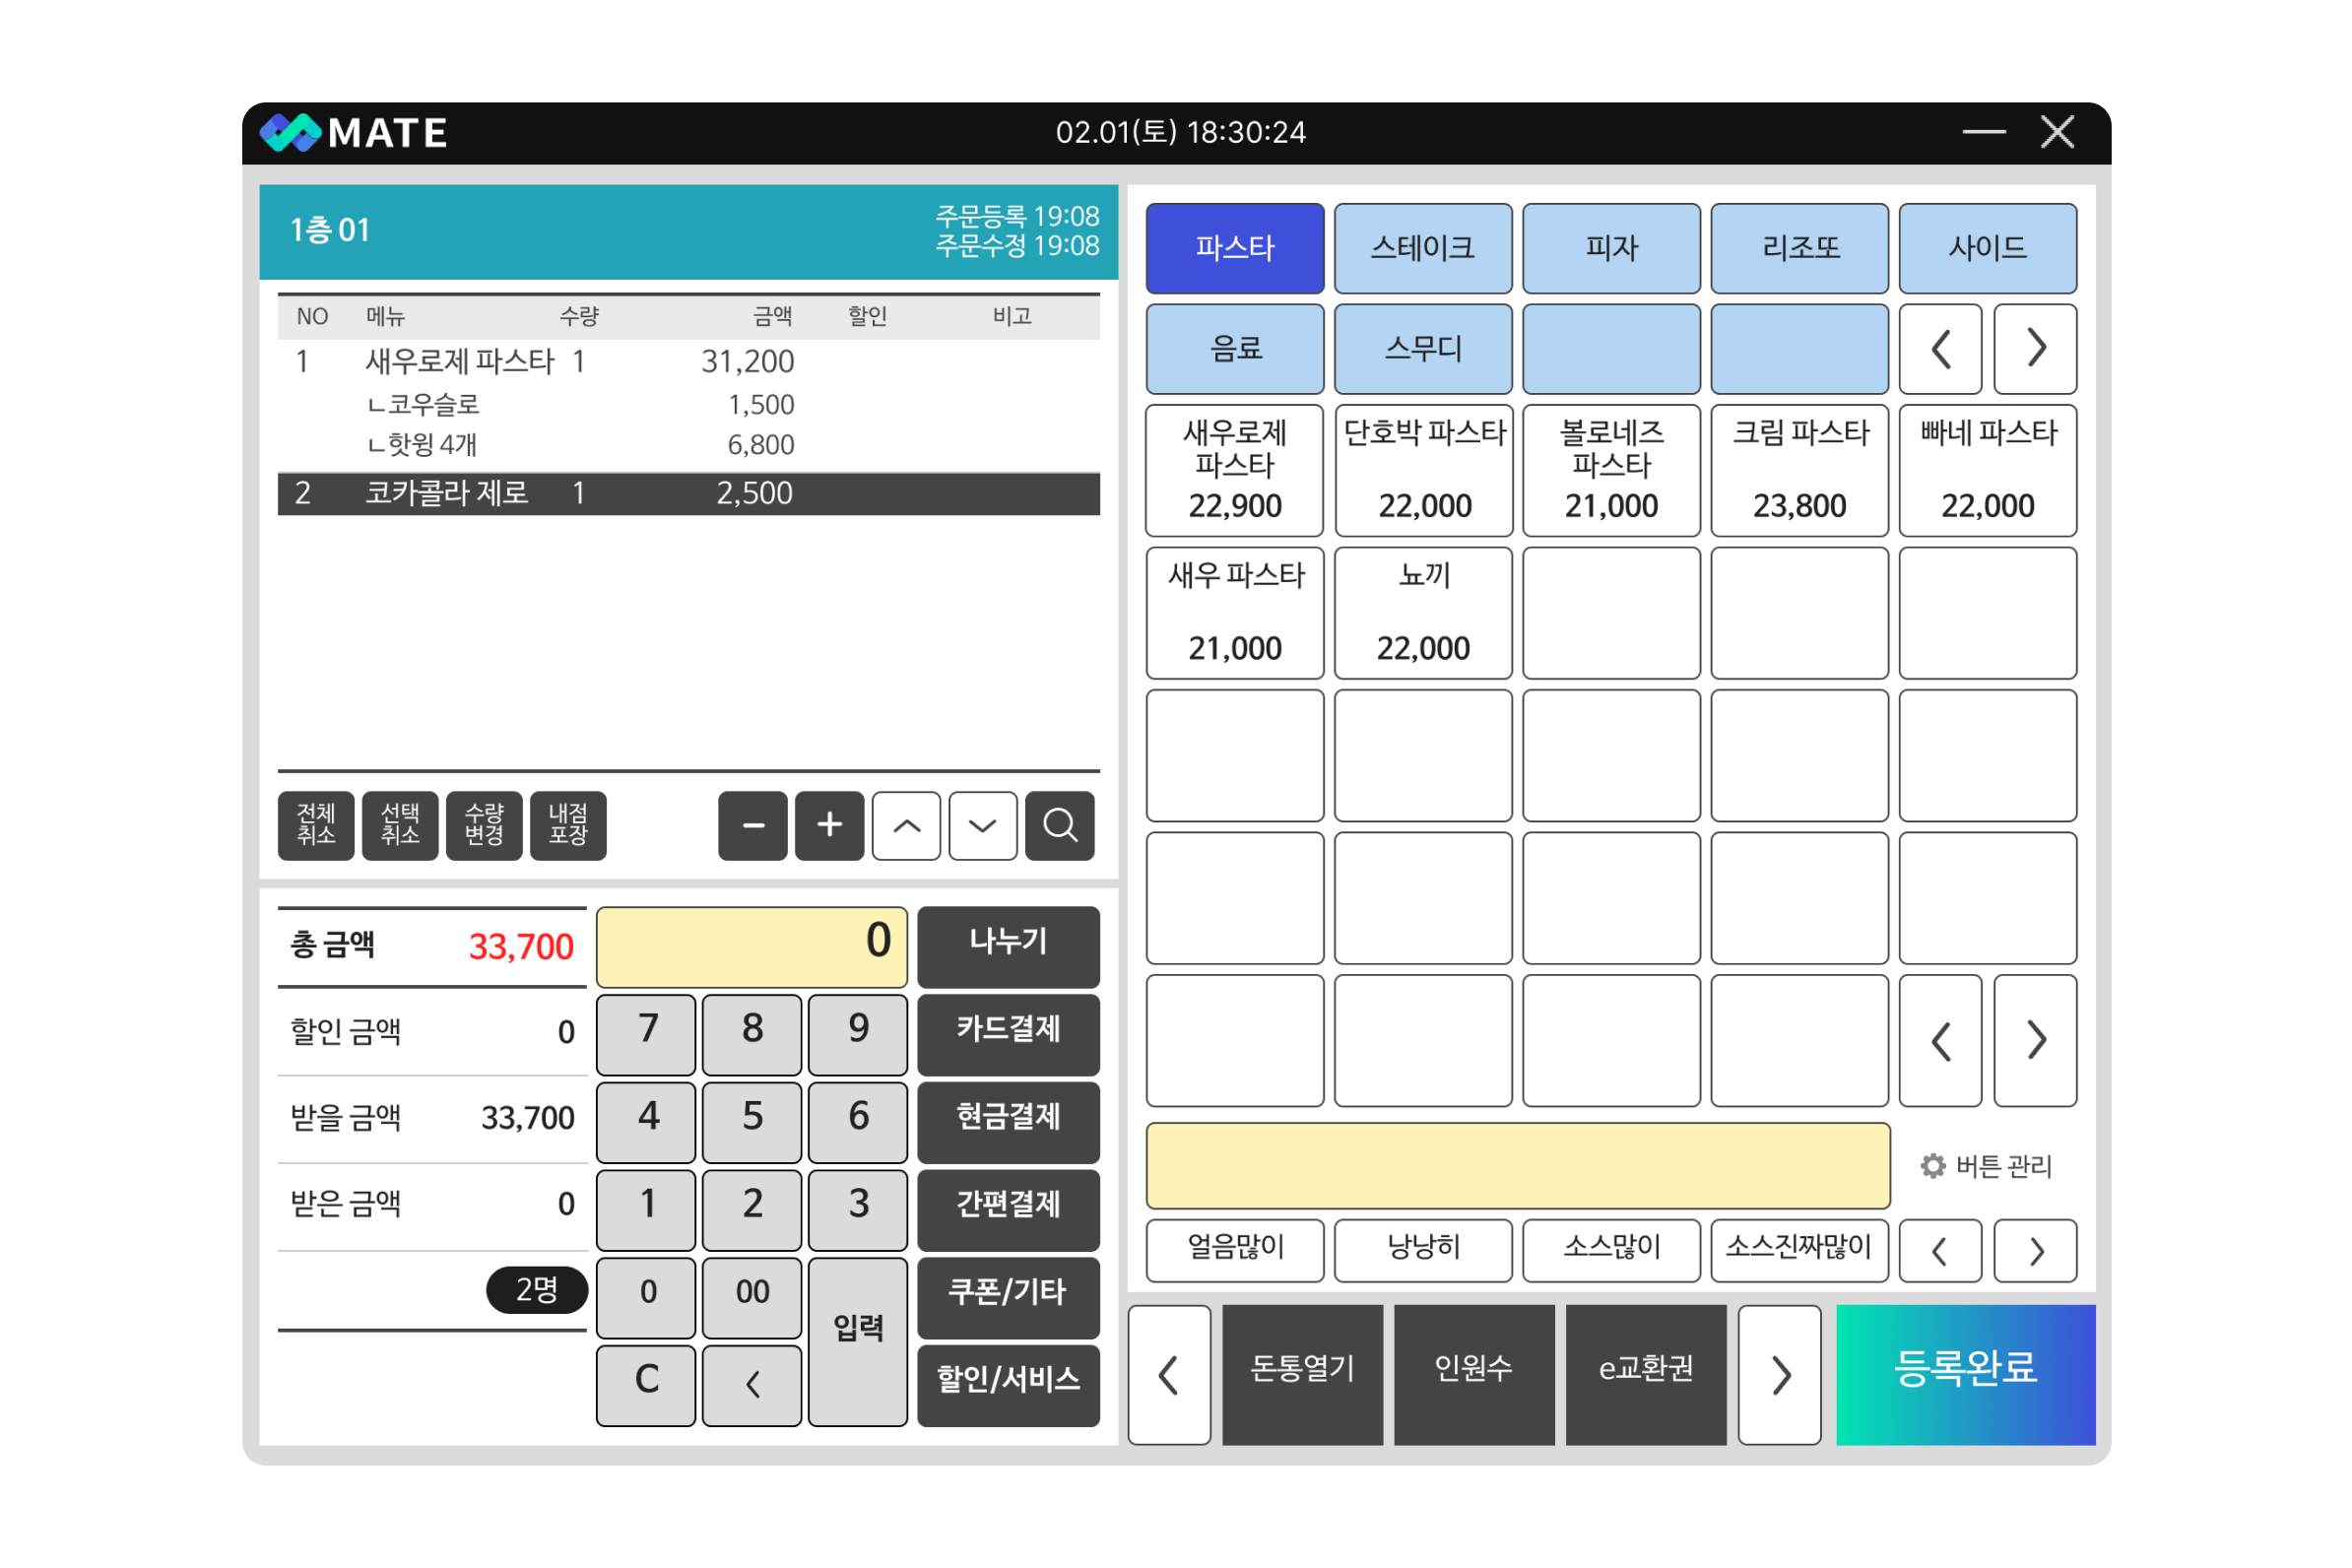 MATE
02.01(토) 18:30:24
1층 01
주문등록 19:08
주문수정 19:08
NO 메뉴 수량 금액 할인 비고
1 새우로제 파스타 1 31,200
ㄴ코우슬로 1,500
ㄴ핫윙 4개 6,800
2 코카콜라 제로 1 2,500
전체
취소
선택
취소
수량
변경
내점
포장
총 금액 33,700
할인 금액 0
받을 금액 33,700
받은 금액 0
2명
0
7 8 9
4 5 6
1 2 3
0 00 입력
C
나누기
카드결제
현금결제
간편결제
쿠폰/기타
할인/서비스
파스타 스테이크 피자 리조또 사이드
음료 스무디
새우로제
파스타
22,900
단호박 파스타
22,000
볼로네즈
파스타
21,000
크림 파스타
23,800
빠네 파스타
22,000
새우 파스타
21,000
뇨끼
22,000
버튼 관리
얼음많이 낭낭히 소스많이 소스진짜많이
돈통열기 인원수 e교환권
등록완료